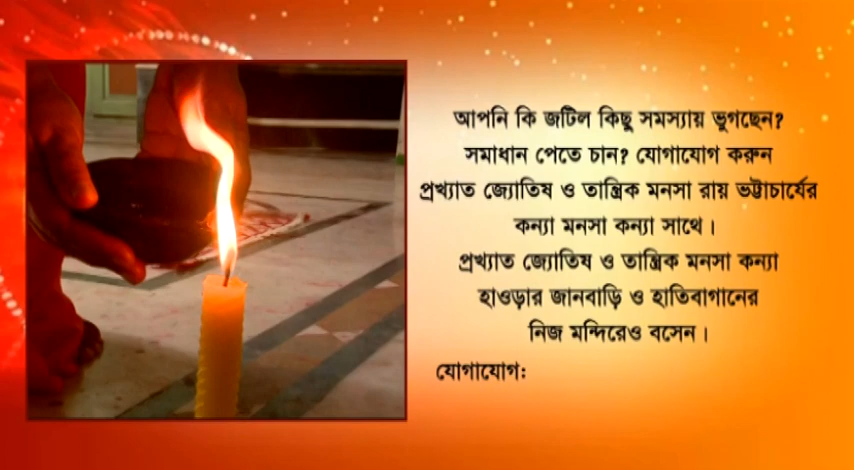 আপনি কি জটিল কিছু সমস্যায় ভুগছেন?
সমাধান পেতে চান? যোগাযোগ করুন
প্রখ্যাত জ্যোতিষ ও তান্ত্রিক মনসা রায় ভট্টাচার্যের
কন্যা মনসা কন্যা সাথে।
প্রখ্যাত জ্যোতিষ ও তান্ত্রিক মনসা কন্যা
হাওড়ার জানবাড়ি ও হাতিবাগানের
নিজ মন্দিরেও বসেন।
যোগাযোগ: